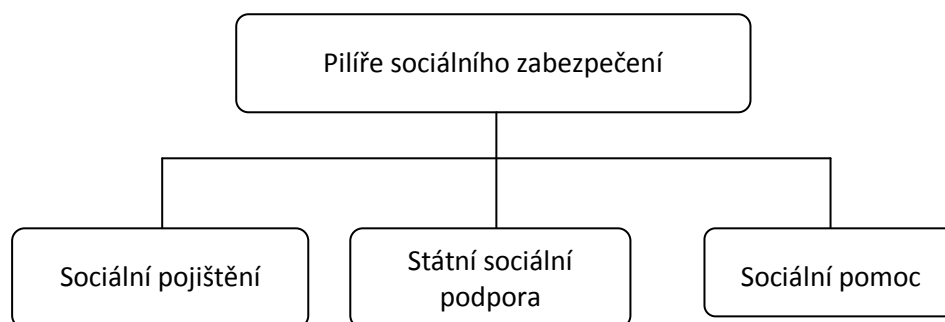 Pilíře sociálního zabezpečení
Sociální pojištění
Státní sociální
podpora
Sociální pomoc